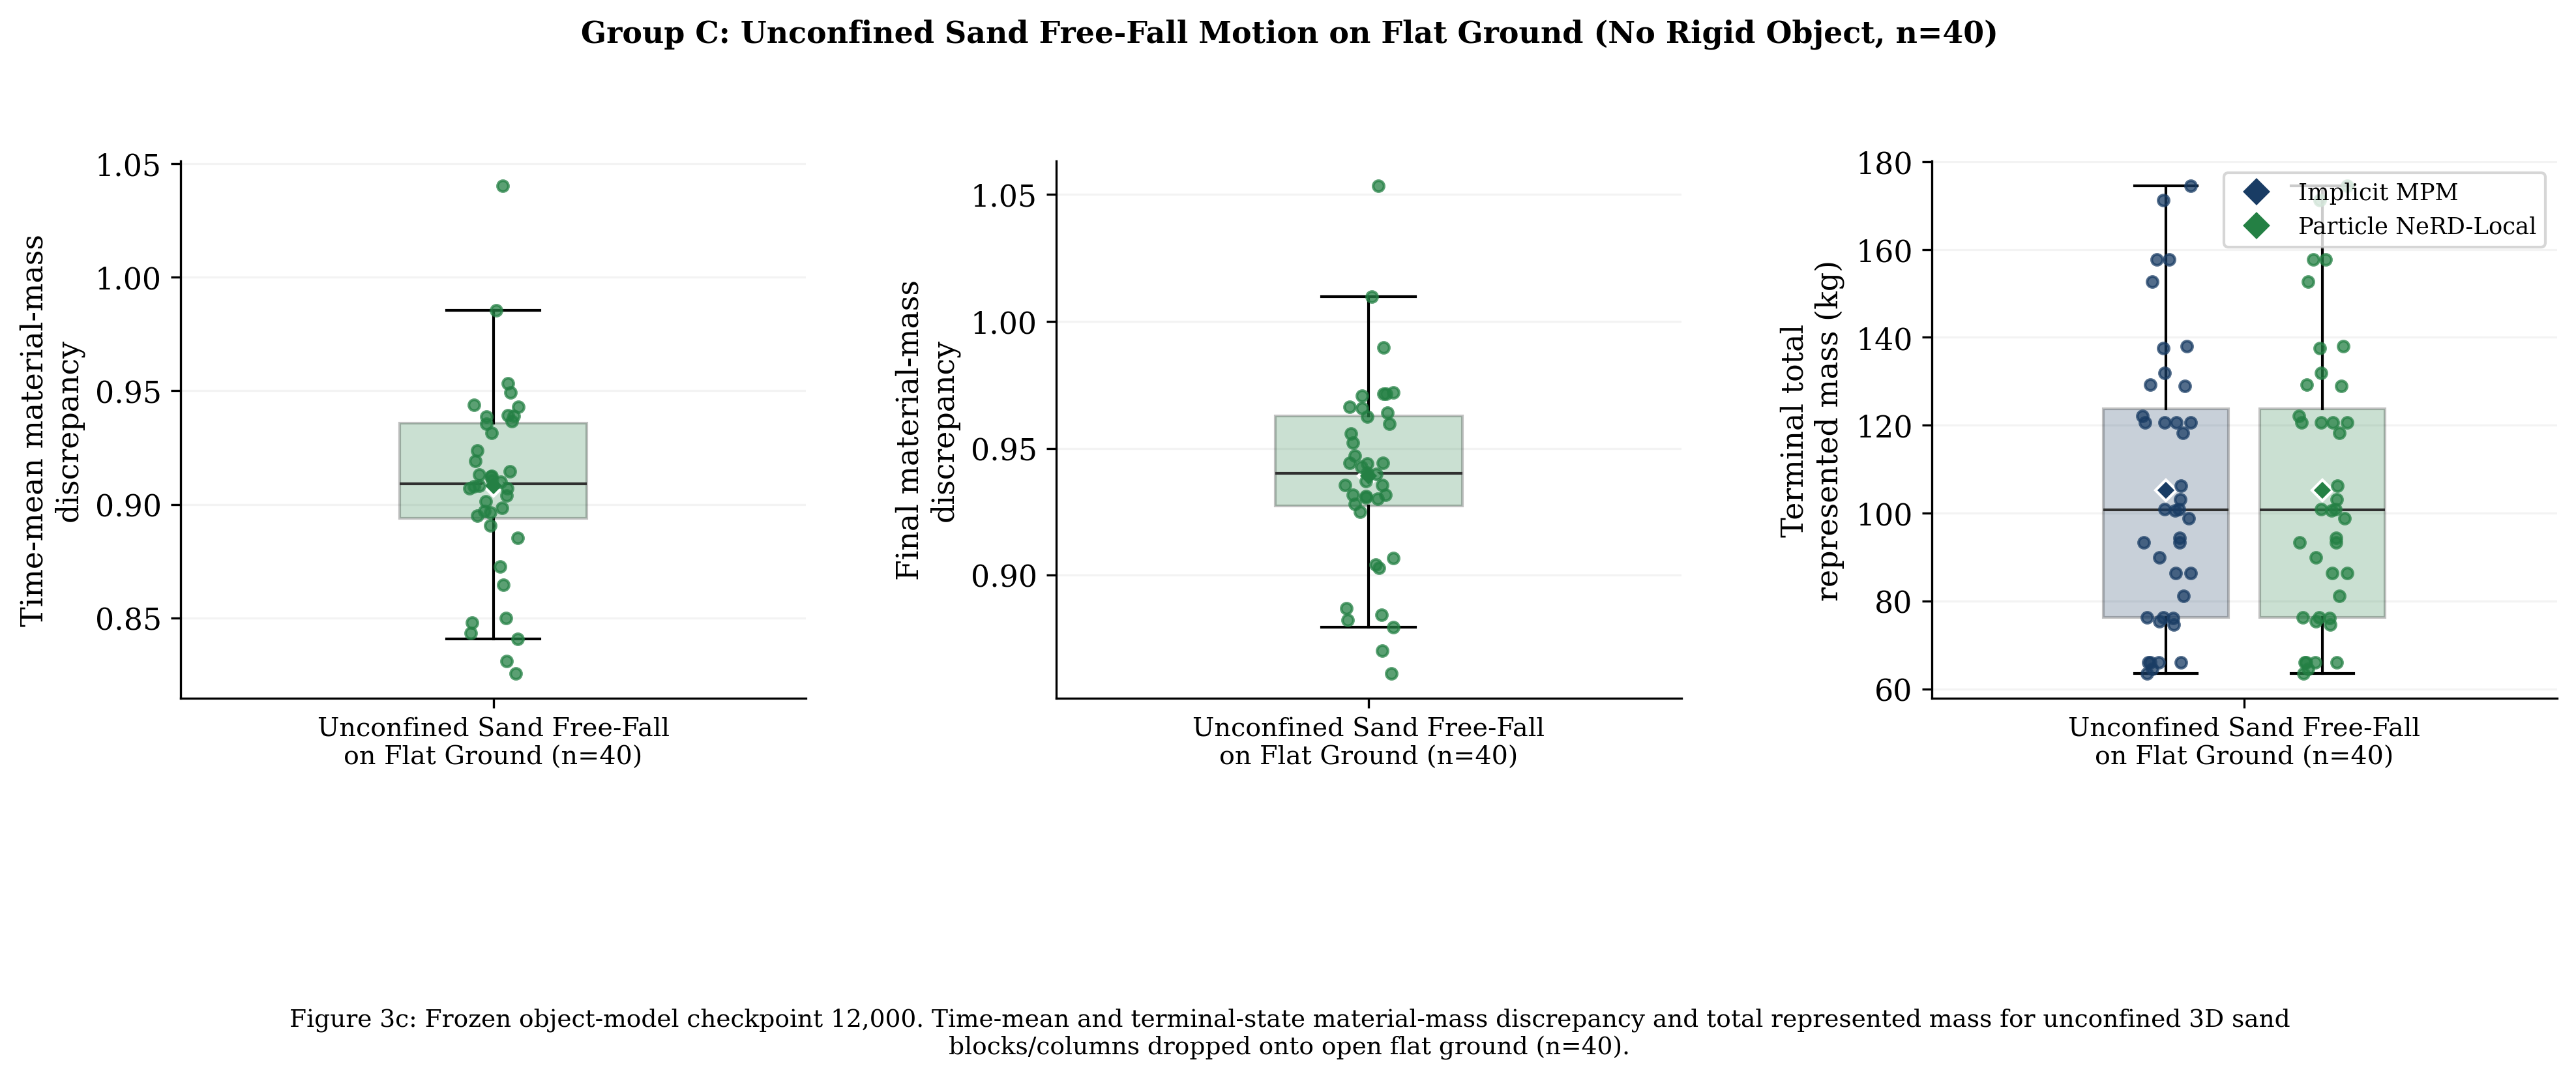 Group C: Unconfined Sand Free-Fall Motion on Flat Ground (No Rigid Object, n=40)
Time-mean material-mass
discrepancy
1.05
1.00
0.95
0.90
0.85
Unconfined Sand Free-Fall
on Flat Ground (n=40)
Final material-mass
discrepancy
1.05
1.00
0.95
0.90
Unconfined Sand Free-Fall
on Flat Ground (n=40)
Terminal total
represented mass (kg)
180
160
140
120
100
80
60
Implicit MPM
Particle NeRD-Local
Unconfined Sand Free-Fall
on Flat Ground (n=40)
Figure 3c: Frozen object-model checkpoint 12,000. Time-mean and terminal-state material-mass discrepancy and total represented mass for unconfined 3D sand
blocks/columns dropped onto open flat ground (n=40).